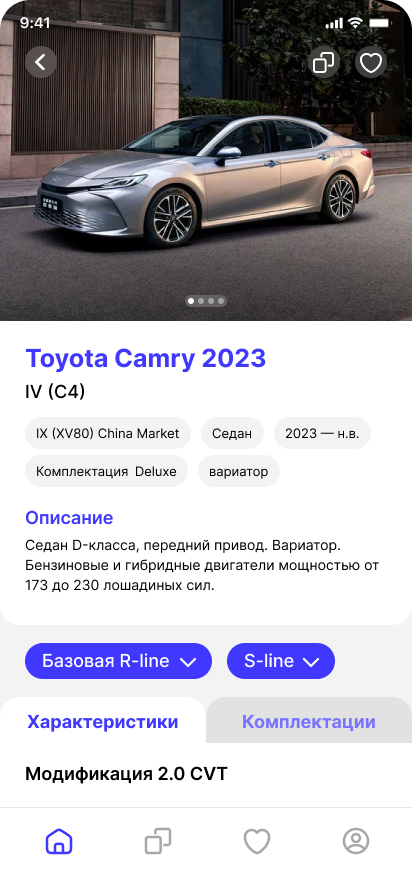 9:41
Toyota Camry 2023
IV (C4)
IX (XV80) China Market
Седан
2023 — н.в.
Комплектация Deluxe
вариатор
Описание
Седан D-класса, передний привод. Вариатор.
Бензиновые и гибридные двигатели мощностью от
173 до 230 лошадиных сил.
Базовая R-line
S-line
Характеристики
Комплектации
Модификация 2.0 CVT